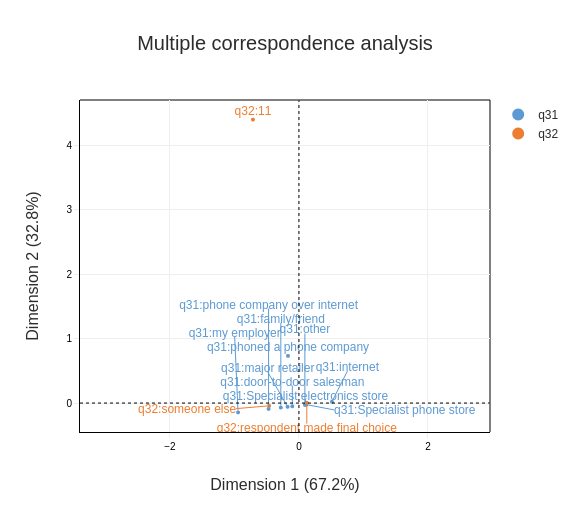 Multiple correspondence analysis
q31
q32
q32:11
4
3
2
1
0
Dimension 2 (32.8%)
q31:phone company over internet
q31:family/friend
q31:other
q31:my employer
q31:phoned a phone company
q31:major retailer
q31:internet
q31:door-to-door salesman
q31:Specialist electronics store
q32:someone else
q31:Specialist phone store
q32:respondent made final choice
−2
0
2
Dimension 1 (67.2%)